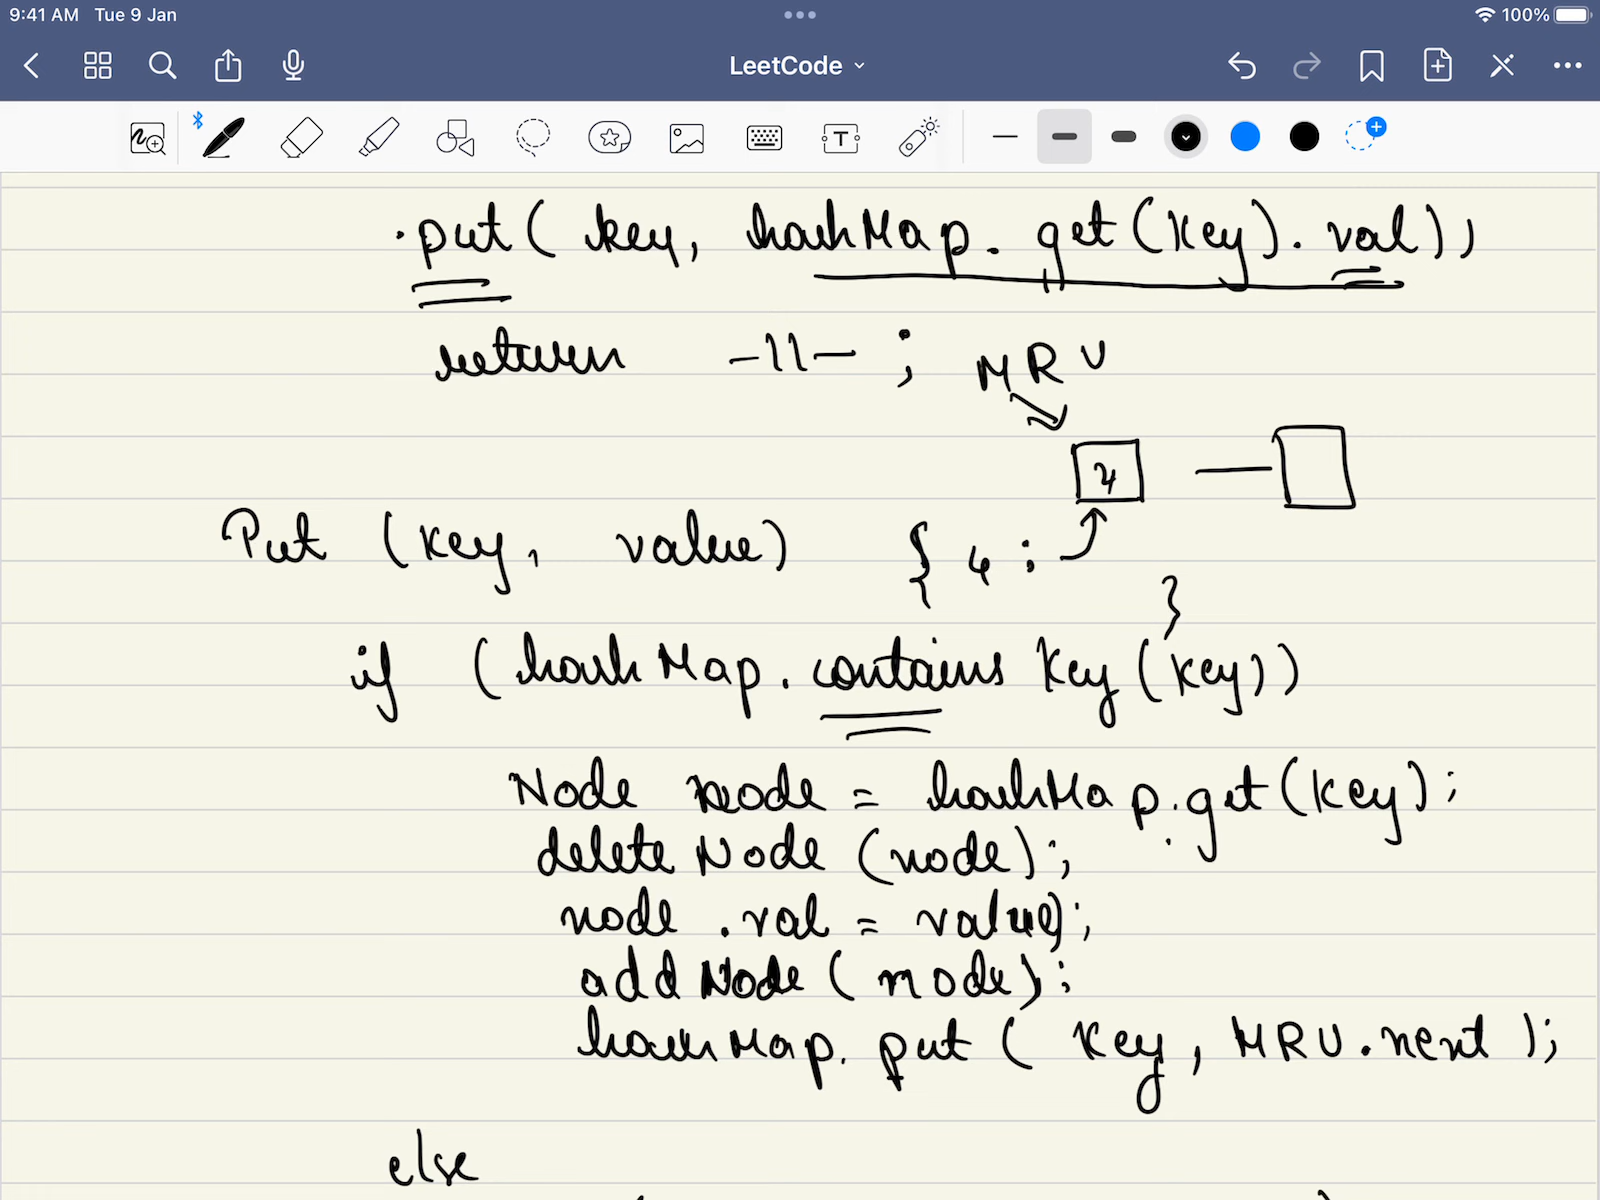 9:41 AM Tue 9 Jan
100%
LeetCode
T
.put( key, hashMap.get(key).val));
return -11- ; MRU
4
Put (key, value) { 4 :
}
if (hashMap.contains Key(key))
Node node = hashMap.get(key);
delete Node (node);
node .val = value);
add Node ( node);
hashMap. put ( key, MRU.next );
else